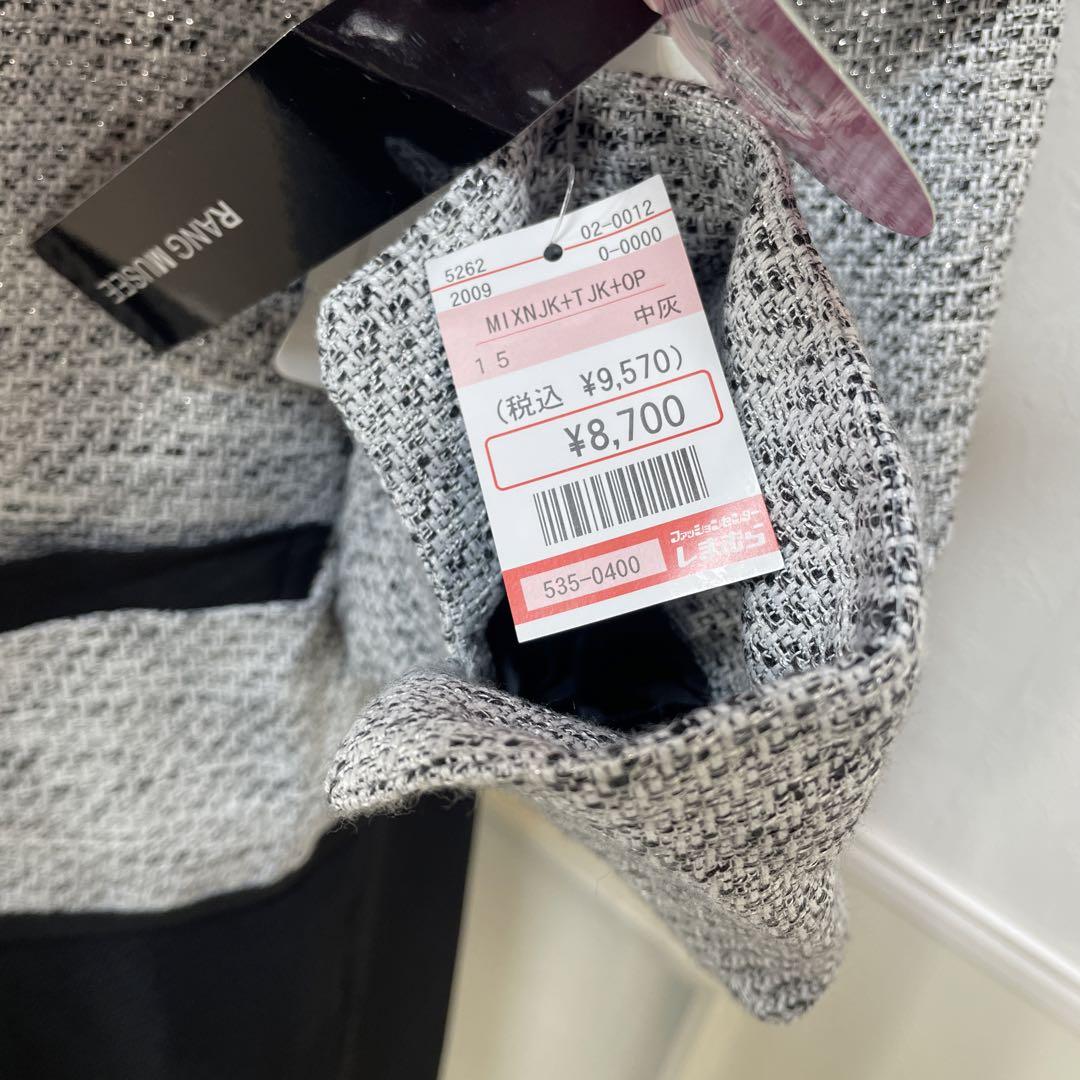 RANG MUSEE
5262 02-0012
2009 0-0000
MIXNJK+TJK+OP
15 中灰
(税込 ¥9,570)
¥8,700
ファッションセンター
しまむら
535-0400